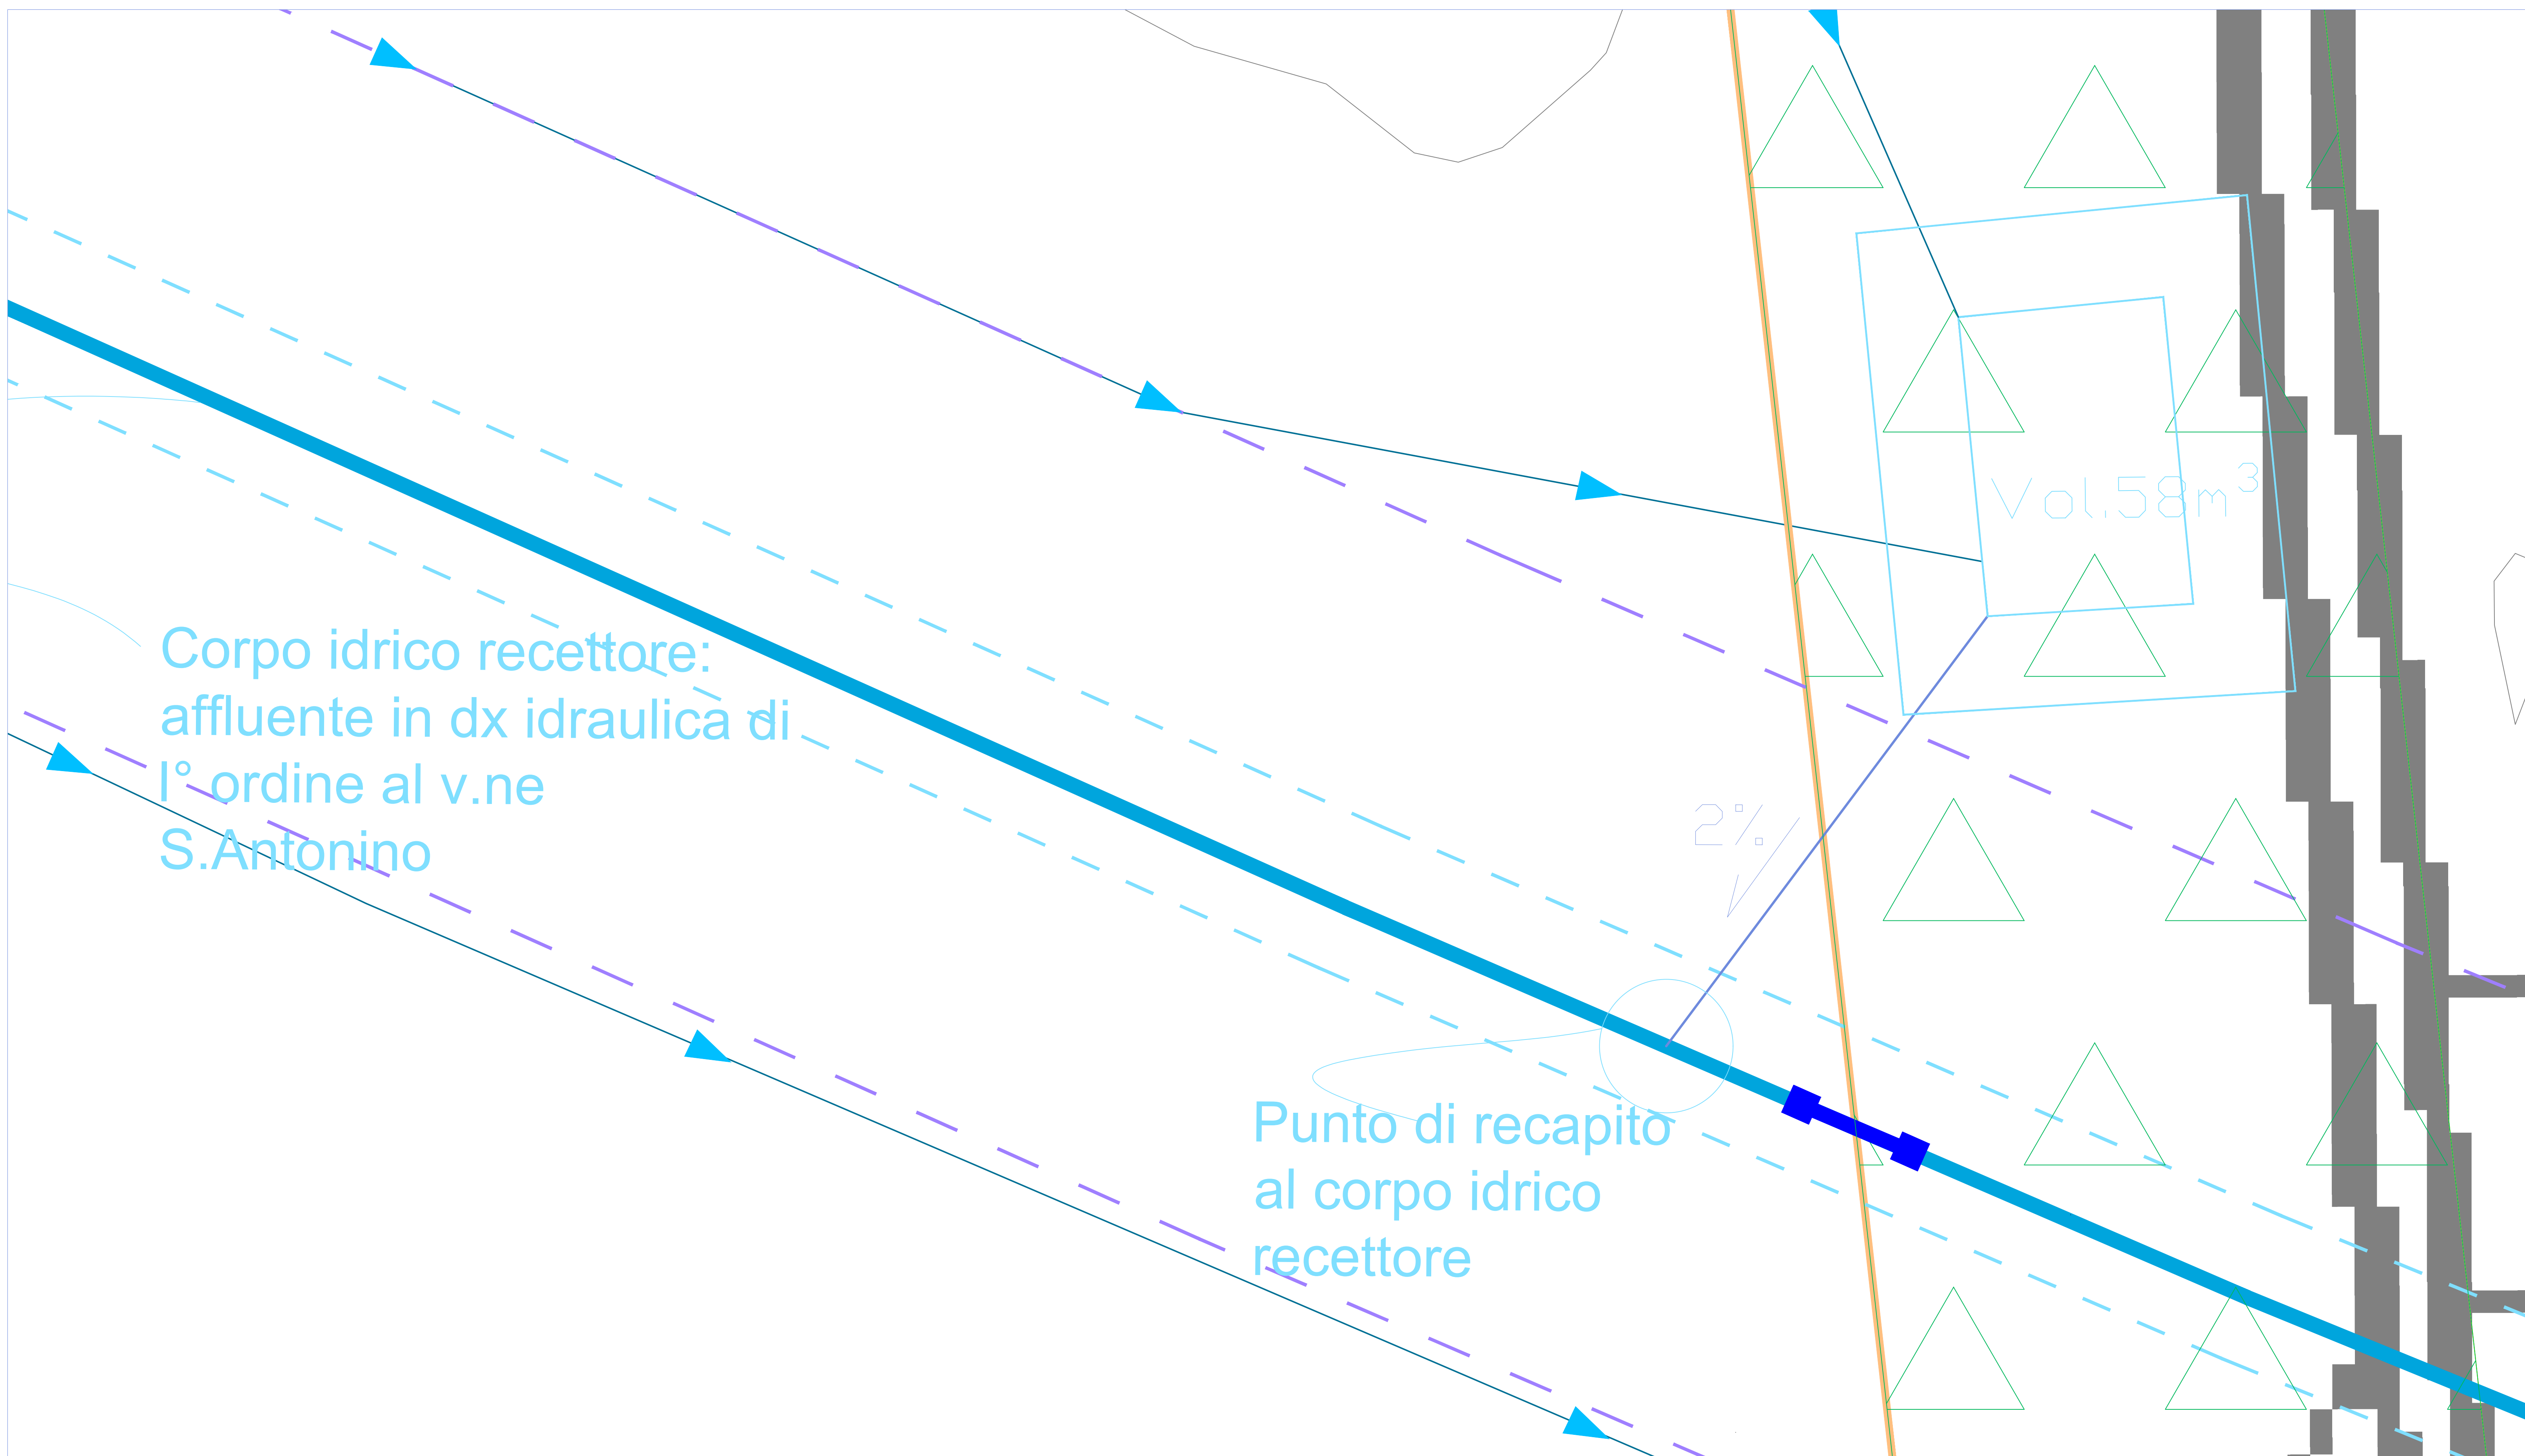 Vol.58m³
Corpo idrico recettore:
affluente in dx idraulica di
I° ordine al v.ne
S.Antonino
2%
Punto di recapito
al corpo idrico
recettore